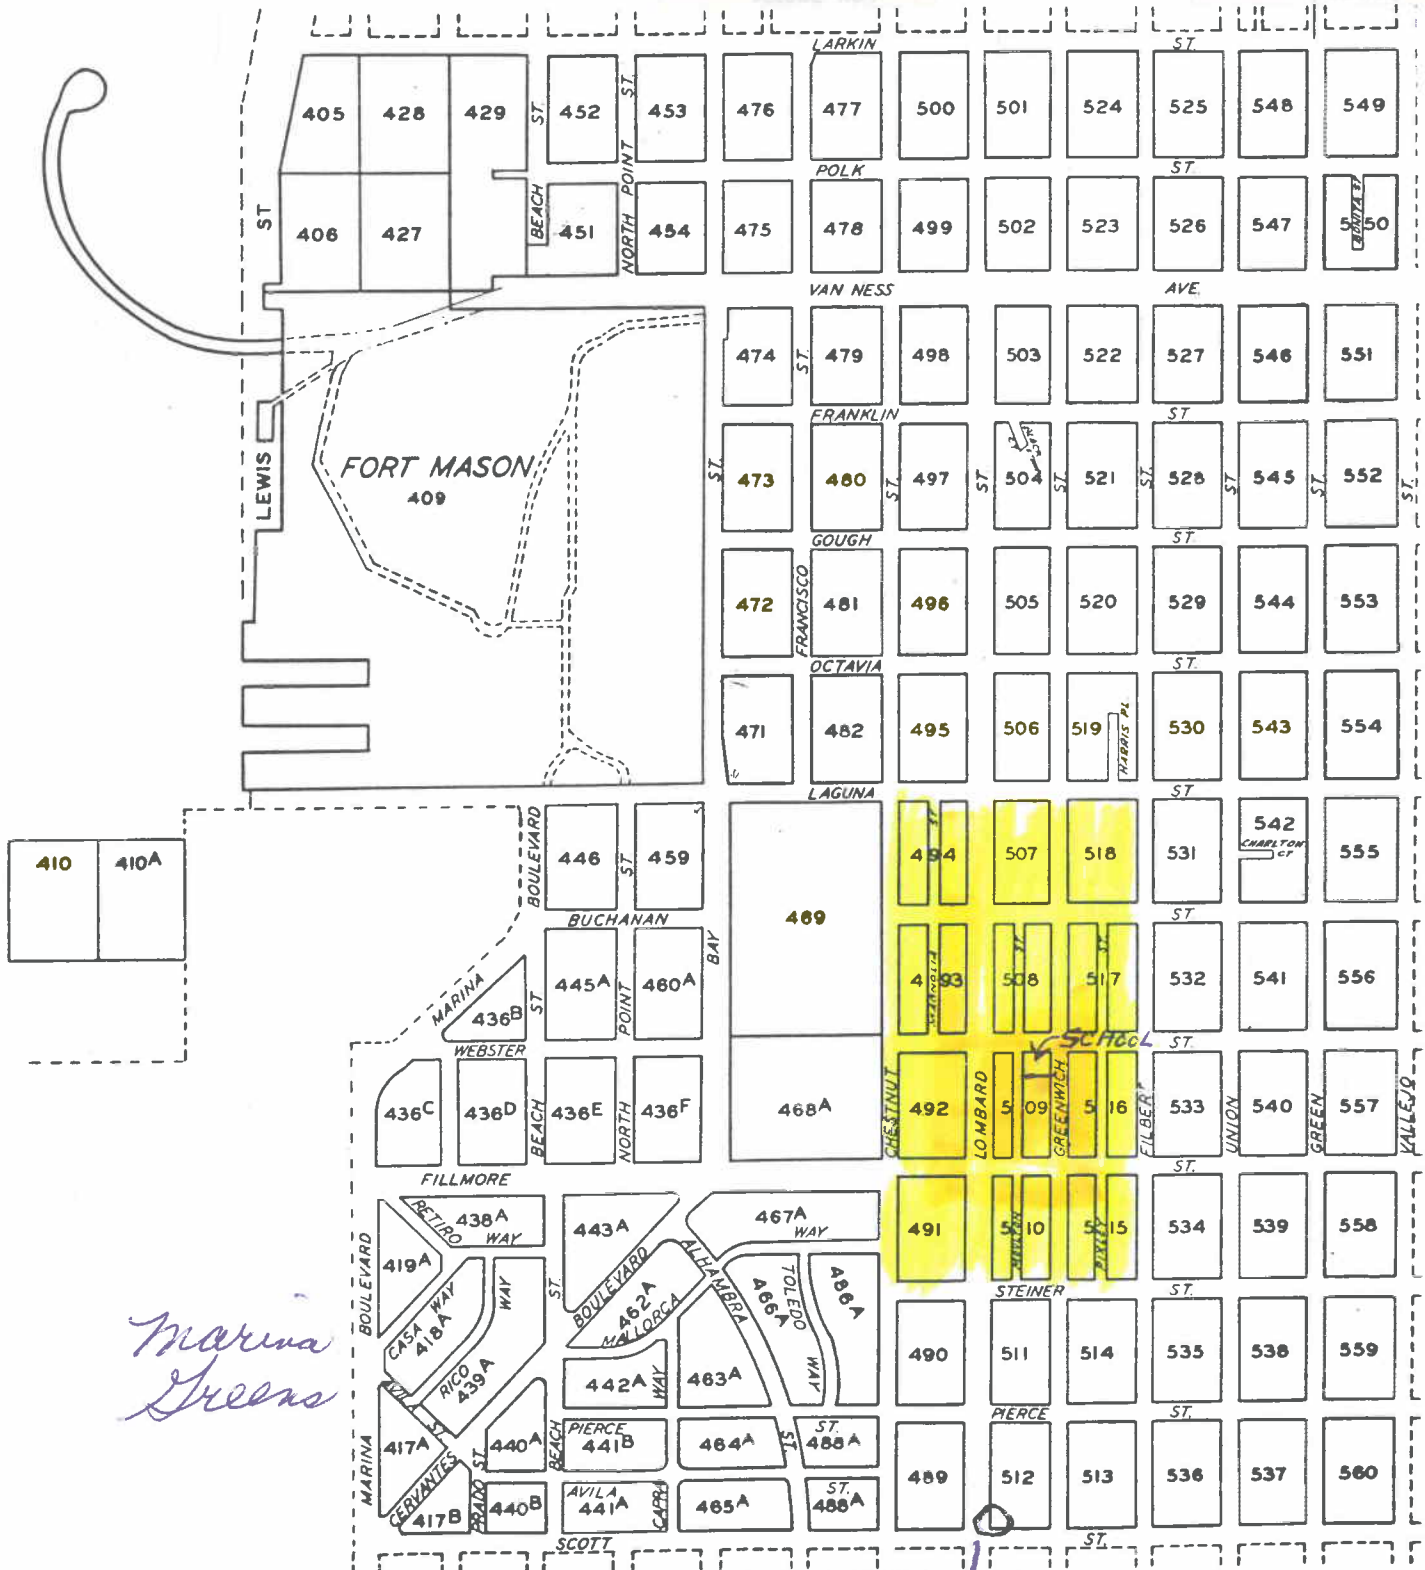 LARKIN ST.
405 428 429 ST. 452 ST. 453 476 477 500 501 524 525 548 549
POLK ST.
ST 406 427 BEACH 451 NORTH POINT 454 475 478 499 502 523 526 547 550 BONITA ST
VAN NESS AVE.
474 ST. 479 498 503 522 527 546 551
FRANKLIN ST
LEWIS FORT MASON ST. 473 480 ST. 497 ST 504 ST. 521 ST. 528 ST 545 ST. 552 ST.
409
GOUGH ST.
472 FRANCISCO 481 496 505 520 529 544 553
OCTAVIA ST.
471 482 495 506 519 HARRIS PL. 530 543 554
LAGUNA ST
410 410A BOULEVARD 446 ST 459 469 494 ST 507 518 531 542 555
CHARLTON CT
BUCHANAN ST.
MARINA 436B ST 445A POINT 460A BAY 493 MAGNOLIA 508 ST. 517 ST. 532 541 556
WEBSTER SCHOOL ST.
436C 436D BEACH 436E NORTH 436F 468A CHESTNUT 492 LOMBARD 509 GREENWICH 516 FILBERT 533 UNION 540 GREEN 557 VALLEJO
FILLMORE ST.
BOULEVARD 419A RETIRO WAY 438A 443A BOULEVARD ALHAMBRA 467A WAY 491 510 MOULTON 515 PIXLEY 534 539 558
STEINER ST.
CASA WAY 418A RICO WAY 439A ST. 462A MALLORCA WAY 466A TOLEDO WAY 486A
442A 463A 490 511 514 535 538 559
Marina
Greens
PIERCE ST. PIERCE ST.
MARINA 417A AVILA ST. CERVANTES 440A BEACH 441B 464A ST. 488A 489 512 513 536 537 560
417B PRADO ST. 440B AVILA 441A CAPRA 465A ST. 488A
SCOTT ST.